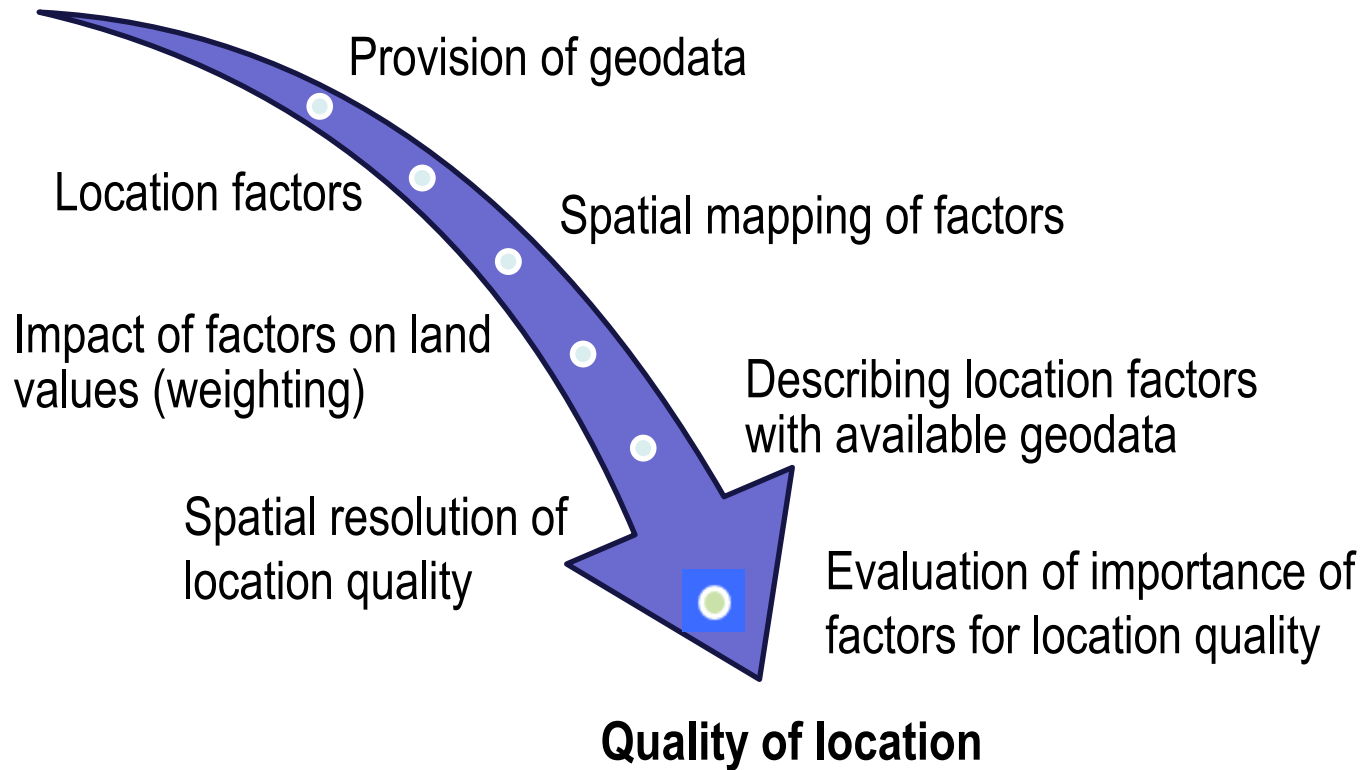 Provision of geodata
Location factors
Spatial mapping of factors
Impact of factors on land
values (weighting)
Describing location factors
with available geodata
Spatial resolution of
location quality
Evaluation of importance of
factors for location quality
Quality of location